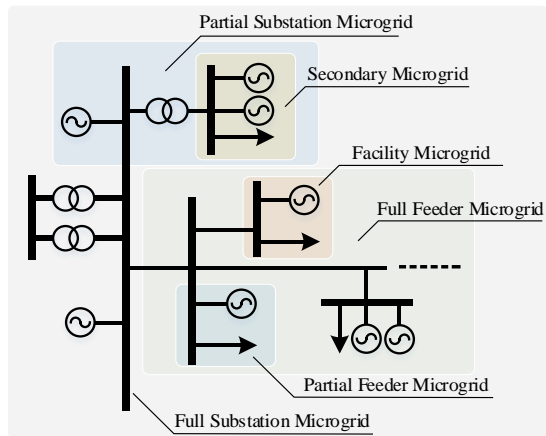 Partial Substation Microgrid
Secondary Microgrid
Facility Microgrid
Full Feeder Microgrid
Partial Feeder Microgrid
Full Substation Microgrid